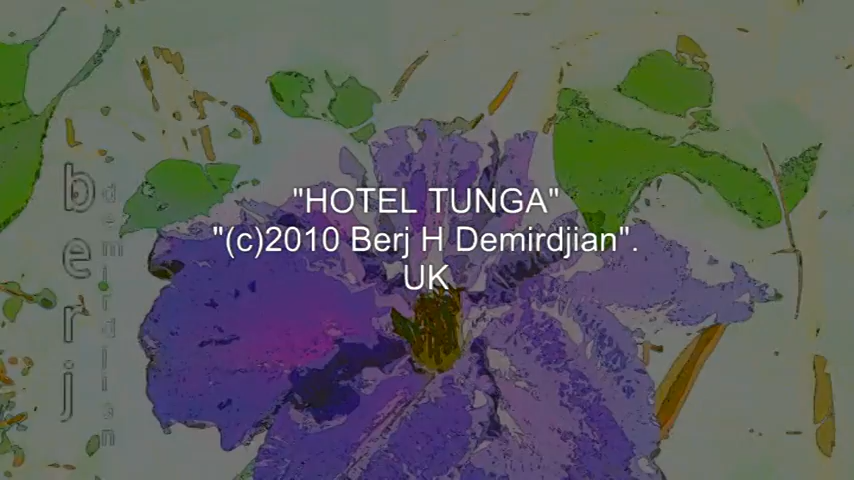 "HOTEL TUNGA"
"(c)2010 Berj H Demirdjian".
UK
berj
demirdjian